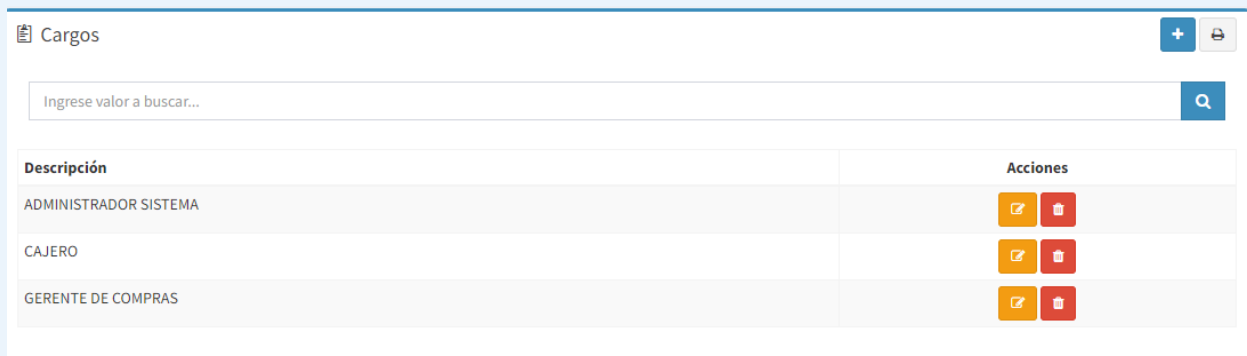 Cargos
Ingrese valor a buscar...
Descripción Acciones
ADMINISTRADOR SISTEMA
CAJERO
GERENTE DE COMPRAS